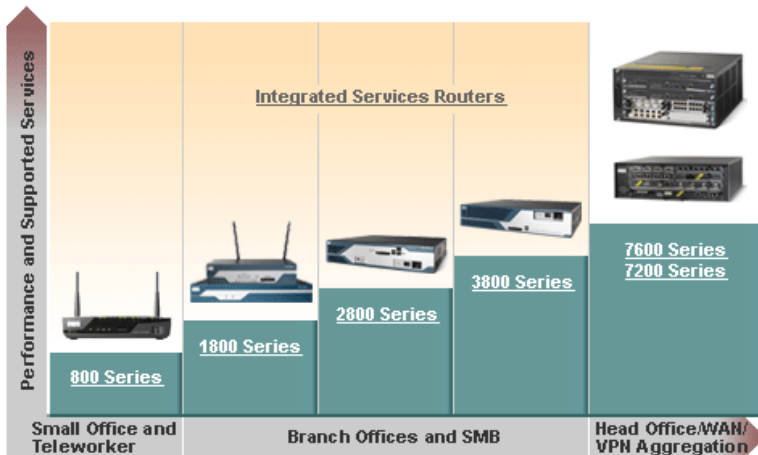 Performance and Supported Services
Integrated Services Routers
800 Series
1800 Series
2800 Series
3800 Series
7600 Series
7200 Series
Small Office and
Teleworker
Branch Offices and SMB
Head Office/WAN/
VPN Aggregation